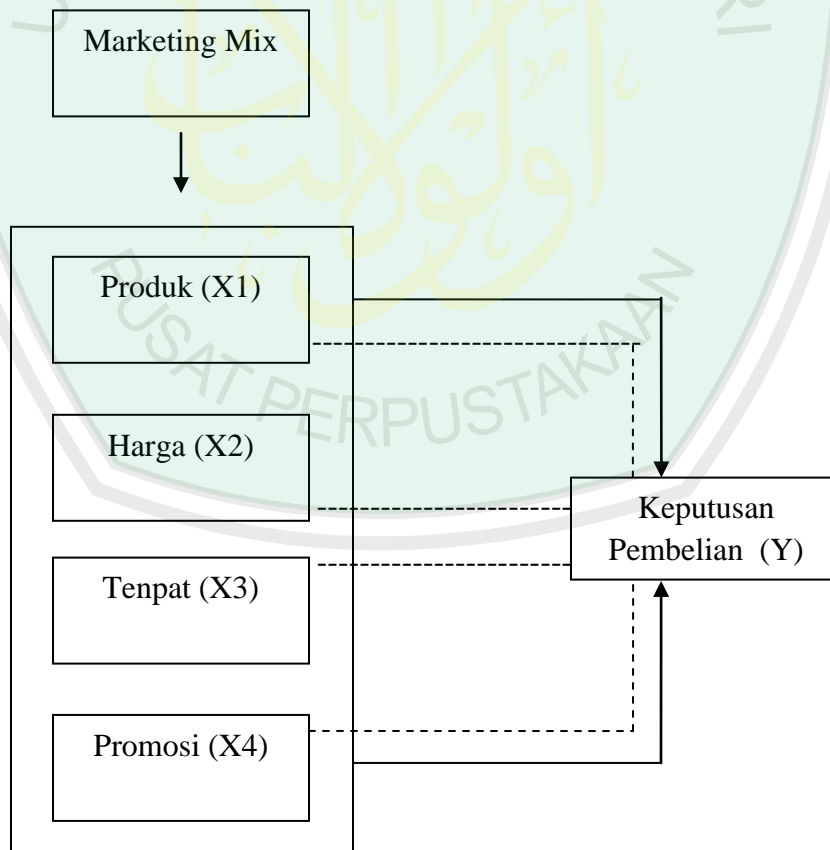 Marketing Mix
Produk (X1)
PUSAT PERPUSTAKAAN
Harga (X2)
Keputusan
Pembelian (Y)
Tenpat (X3)
Promosi (X4)